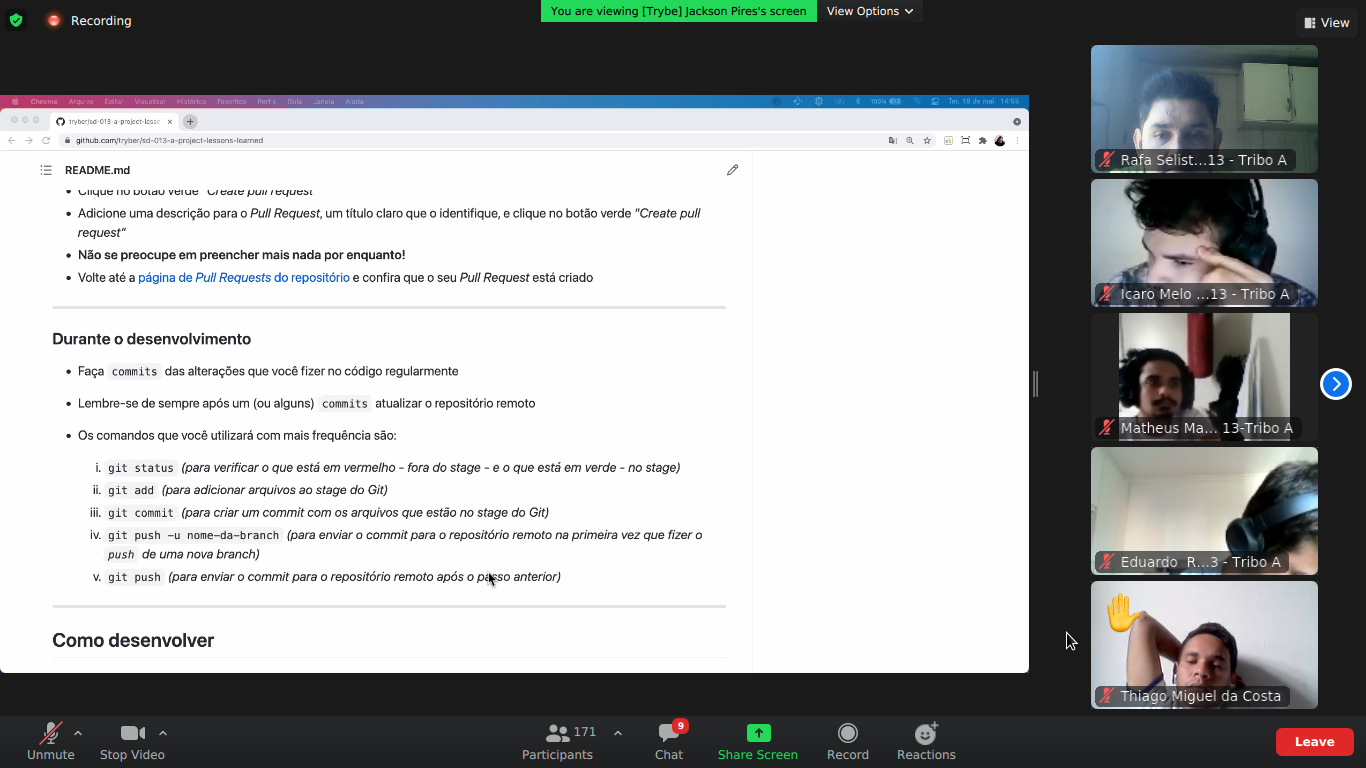 Recording
You are viewing [Trybe] Jackson Pires's screen
View Options
View
Chrome Arquivo Editar Visualizar Histórico Favoritos Perfis Guia Janela Ajuda
100%
Ter. 18 de mai 14:55
tryber/sd-013-a-project-less
github.com/tryber/sd-013-a-project-lessons-learned
README.md
Clique no botão verde "Create pull request"
Adicione uma descrição para o Pull Request, um título claro que o identifique, e clique no botão verde "Create pull
request"
Não se preocupe em preencher mais nada por enquanto!
Volte até a página de Pull Requests do repositório e confira que o seu Pull Request está criado
Durante o desenvolvimento
Faça commits das alterações que você fizer no código regularmente
Lembre-se de sempre após um (ou alguns) commits atualizar o repositório remoto
Os comandos que você utilizará com mais frequência são:
i. git status (para verificar o que está em vermelho - fora do stage - e o que está em verde - no stage)
ii. git add (para adicionar arquivos ao stage do Git)
iii. git commit (para criar um commit com os arquivos que estão no stage do Git)
iv. git push -u nome-da-branch (para enviar o commit para o repositório remoto na primeira vez que fizer o
push de uma nova branch)
v. git push (para enviar o commit para o repositório remoto após o passo anterior)
Como desenvolver
Rafa Selist...13 - Tribo A
Icaro Melo ...13 - Tribo A
Matheus Ma... 13-Tribo A
Eduardo R...3 - Tribo A
Thiago Miguel da Costa
Unmute
Stop Video
171
Participants
9
Chat
Share Screen
Record
Reactions
Leave